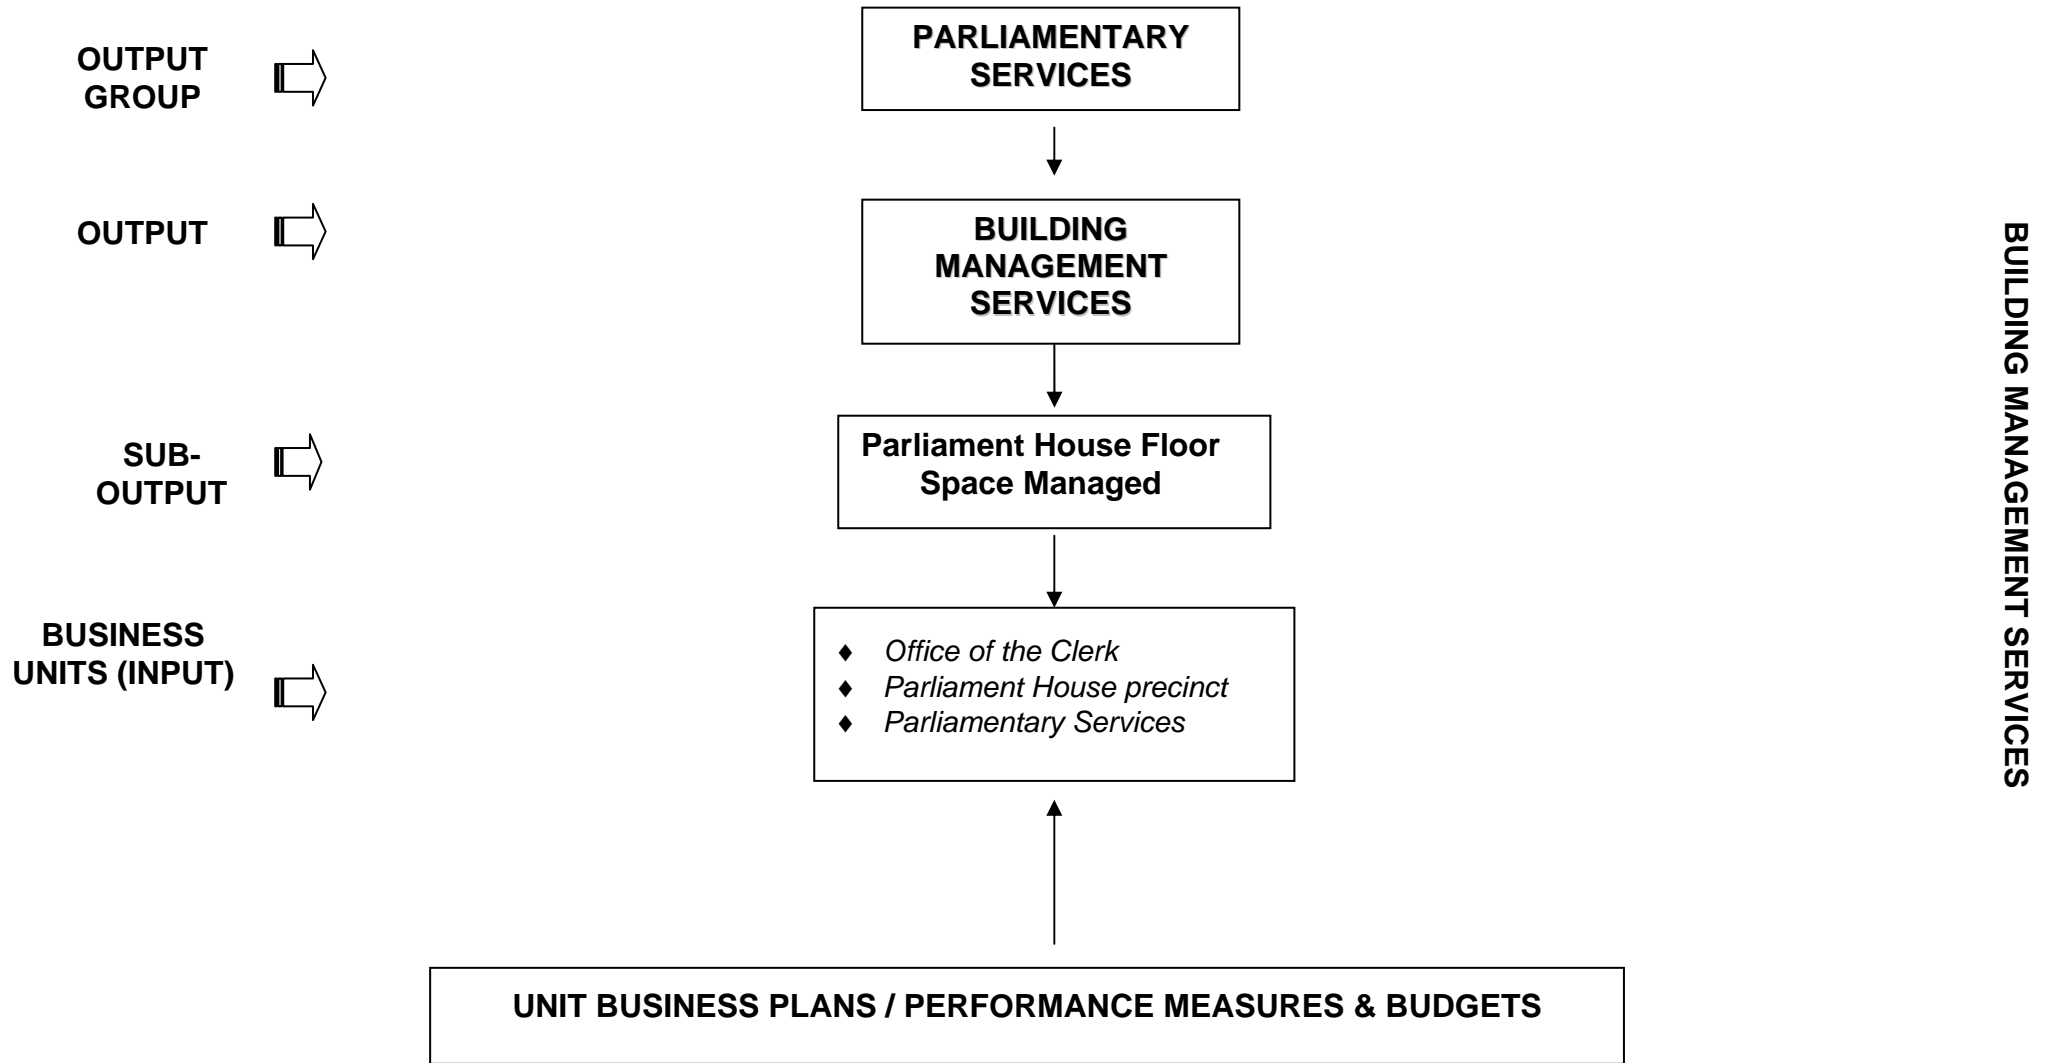 OUTPUT
GROUP
PARLIAMENTARY
SERVICES
OUTPUT
BUILDING
MANAGEMENT
SERVICES
SUB-
OUTPUT
Parliament House Floor
Space Managed
BUSINESS
UNITS (INPUT)
♦ Office of the Clerk
♦ Parliament House precinct
♦ Parliamentary Services
UNIT BUSINESS PLANS / PERFORMANCE MEASURES & BUDGETS
BUILDING MANAGEMENT SERVICES